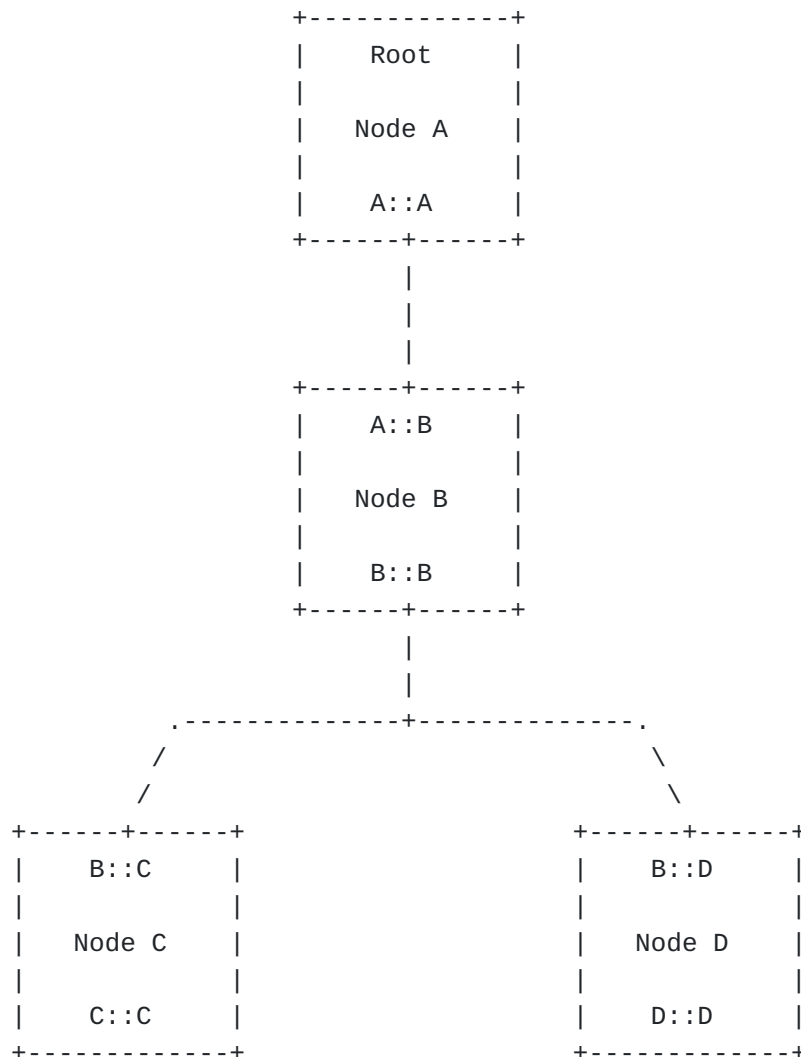 Root
Node A
A::A
A::B
Node B
B::B
B::C B::D
Node C Node D
C::C D::D